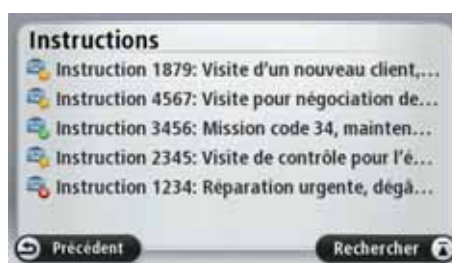 Instructions
Instruction 1879: Visite d'un nouveau client,...
Instruction 4567: Visite pour négociation de...
Instruction 3456: Mission code 34, mainten...
Instruction 2345: Visite de contrôle pour l'é...
Instruction 1234: Réparation urgente, dégâ...
Précédent
Rechercher